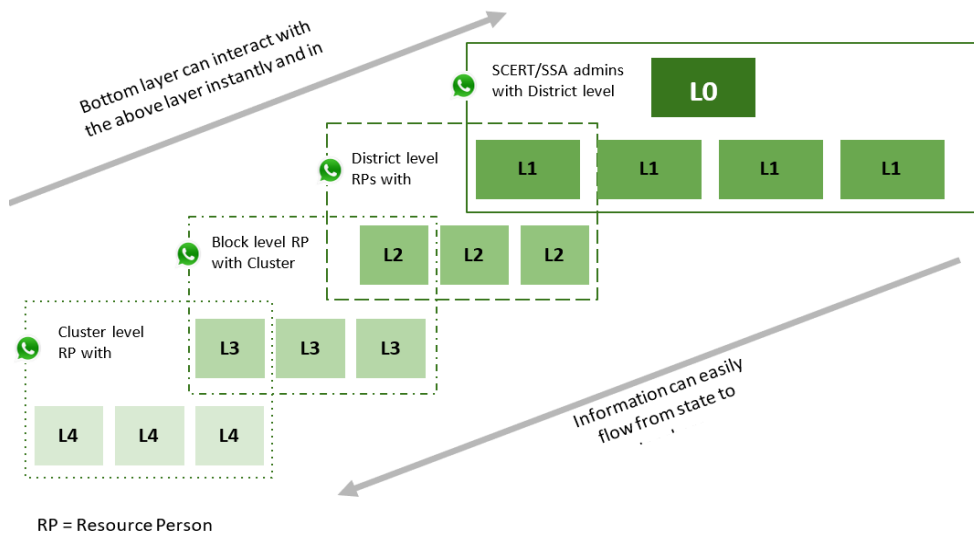 Bottom layer can interact with
the above layer instantly and in
SCERT/SSA admins
with District level
L0
District level
RPs with
L1
L1
L1
L1
Block level RP
with Cluster
L2
L2
L2
Cluster level
RP with
L3
L3
L3
Information can easily
flow from state to
L4
L4
L4
RP = Resource Person